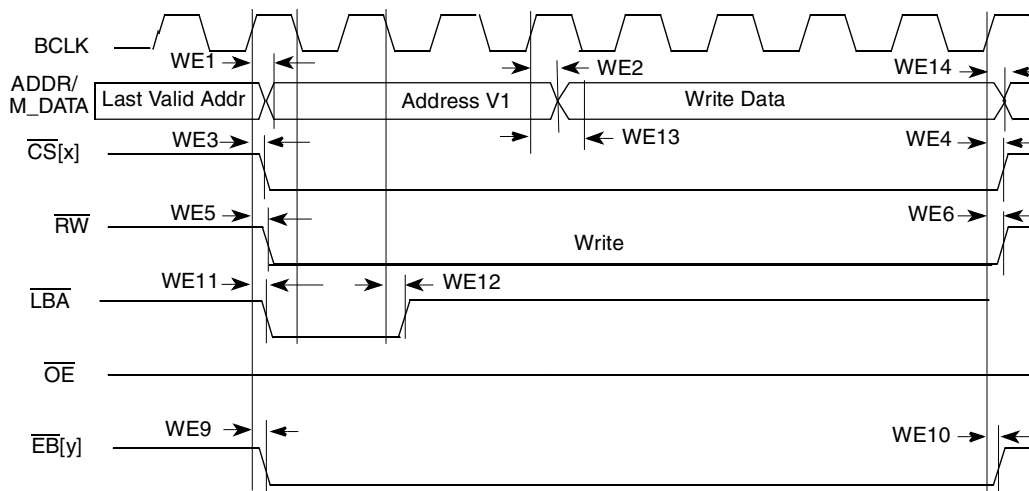 BCLK
WE1
WE2
WE14
ADDR/
M_DATA
Last Valid Addr
Address V1
Write Data
WE3
WE13
WE4
CS[x]
WE5
WE6
RW
Write
WE11
WE12
LBA
OE
WE9
WE10
EB[y]